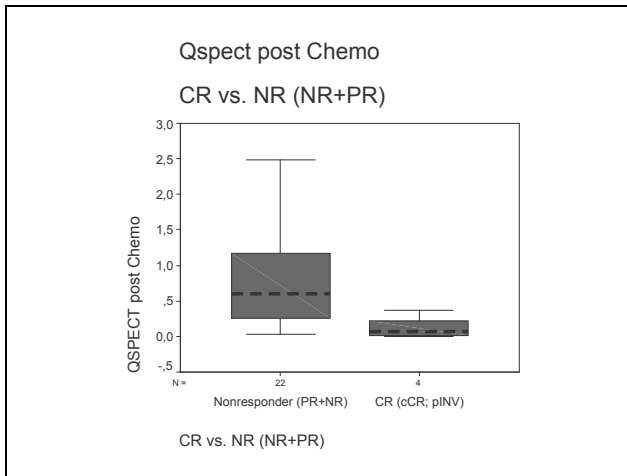 Qspect post Chemo
CR vs. NR (NR+PR)
QSPECT post Chemo
3,0
2,5
2,0
1,5
1,0
,5
0,0
-,5
N = 22 4
Nonresponder (PR+NR) CR (cCR; pINV)
CR vs. NR (NR+PR)